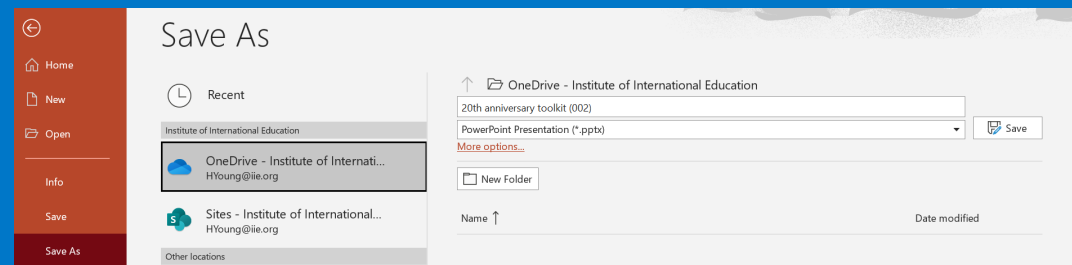 Save As
Home
New
Open
Info
Save
Save As
Recent
Institute of International Education
OneDrive - Institute of Internati...
HYoung@iie.org
Sites - Institute of International...
HYoung@iie.org
Other locations
OneDrive - Institute of International Education
20th anniversary toolkit (002)
PowerPoint Presentation (*.pptx)
Save
More options...
New Folder
Name
Date modified